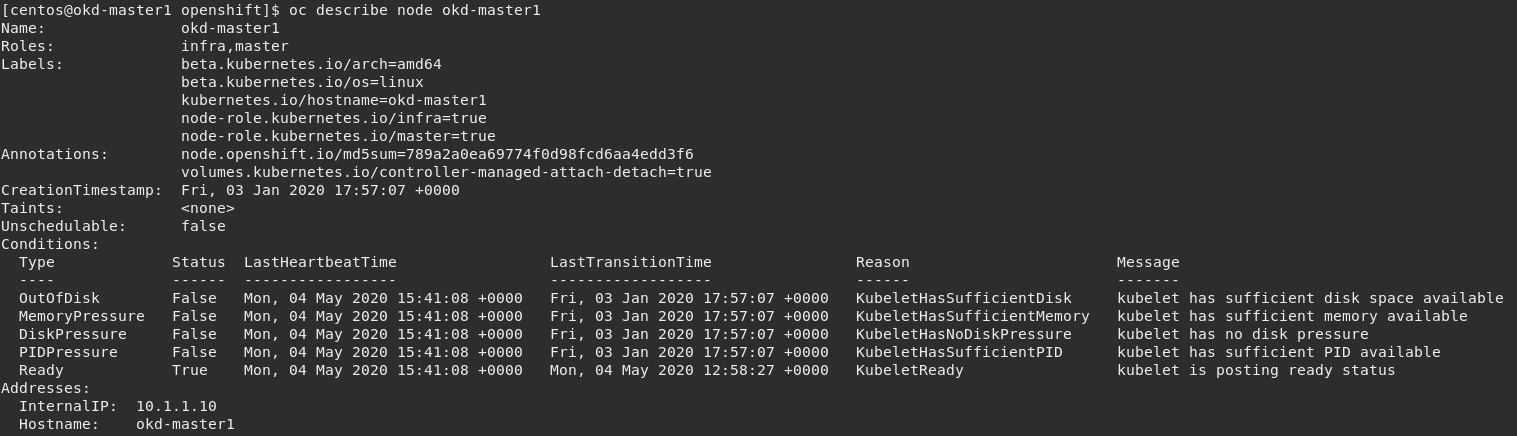 [centos@okd-master1 openshift]$ oc describe node okd-master1
Name:               okd-master1
Roles:              infra,master
Labels:             beta.kubernetes.io/arch=amd64
                    beta.kubernetes.io/os=linux
                    kubernetes.io/hostname=okd-master1
                    node-role.kubernetes.io/infra=true
                    node-role.kubernetes.io/master=true
Annotations:        node.openshift.io/md5sum=789a2a0ea69774f0d98fcd6aa4edd3f6
                    volumes.kubernetes.io/controller-managed-attach-detach=true
CreationTimestamp:  Fri, 03 Jan 2020 17:57:07 +0000
Taints:             <none>
Unschedulable:      false
Conditions:
  Type             Status  LastHeartbeatTime                 LastTransitionTime                Reason                       Message
  ----             ------  -----------------                 ------------------                ------                       -------
  OutOfDisk        False   Mon, 04 May 2020 15:41:08 +0000   Fri, 03 Jan 2020 17:57:07 +0000   KubeletHasSufficientDisk     kubelet has sufficient disk space available
  MemoryPressure   False   Mon, 04 May 2020 15:41:08 +0000   Fri, 03 Jan 2020 17:57:07 +0000   KubeletHasSufficientMemory   kubelet has sufficient memory available
  DiskPressure     False   Mon, 04 May 2020 15:41:08 +0000   Fri, 03 Jan 2020 17:57:07 +0000   KubeletHasNoDiskPressure     kubelet has no disk pressure
  PIDPressure      False   Mon, 04 May 2020 15:41:08 +0000   Fri, 03 Jan 2020 17:57:07 +0000   KubeletHasSufficientPID      kubelet has sufficient PID available
  Ready            True    Mon, 04 May 2020 15:41:08 +0000   Mon, 04 May 2020 12:58:27 +0000   KubeletReady                 kubelet is posting ready status
Addresses:
  InternalIP:  10.1.1.10
  Hostname:    okd-master1